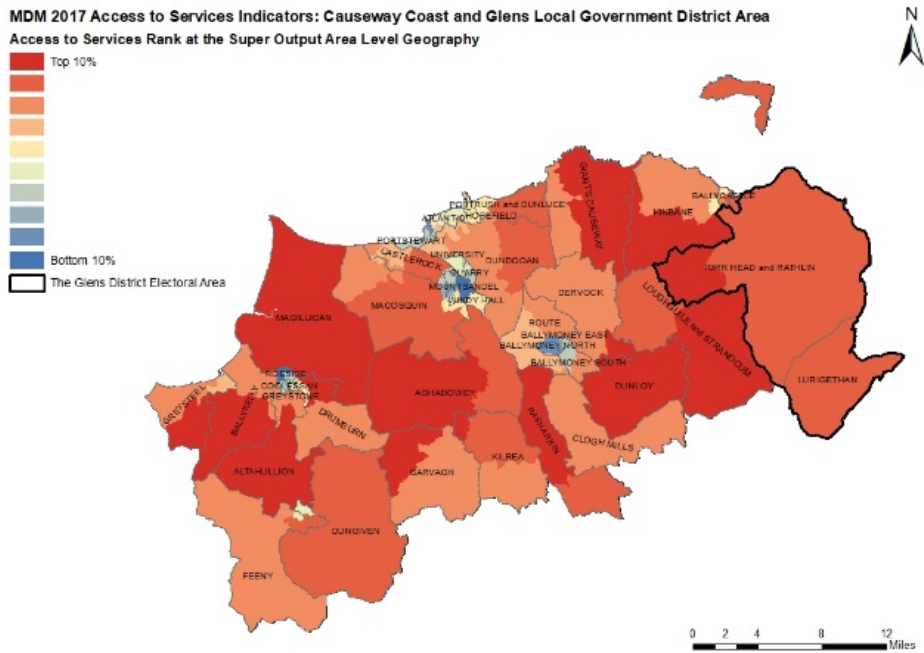 MDM 2017 Access to Services Indicators: Causeway Coast and Glens Local Government District Area
Access to Services Rank at the Super Output Area Level Geography
N
Top 10%
Bottom 10%
The Glens District Electoral Area
PORTRUSH and DUNLUCE
ATLANTIC
HOPEFIELD
GIANT'S CAUSEWAY
BALLYCASTLE
KINBANE
PORTSTEWART
CASTLEROCK
UNIVERSITY
DUNDOOAN
QUARRY
TORR HEAD and RATHLIN
MOUNTSANDEL
WINDY HALL
DERVOCK
MACOSQUIN
MAGILLIGAN
LOUGHGUILE and STRANOCUM
ROUTE
BALLYMONEY EAST
BALLYMONEY NORTH
BALLYMONEY SOUTH
ROESIDE
COOLESSAN
GREYSTONE
GREYSTEEL
BALLYKELLY
LURIGETHAN
DUNLOY
AGHADOWEY
DRUMSURN
RASHARKIN
CLOGH MILLS
KILREA
ALTAHULLION
GARVAGH
DUNGIVEN
FEENY
0 2 4 8 12
Miles